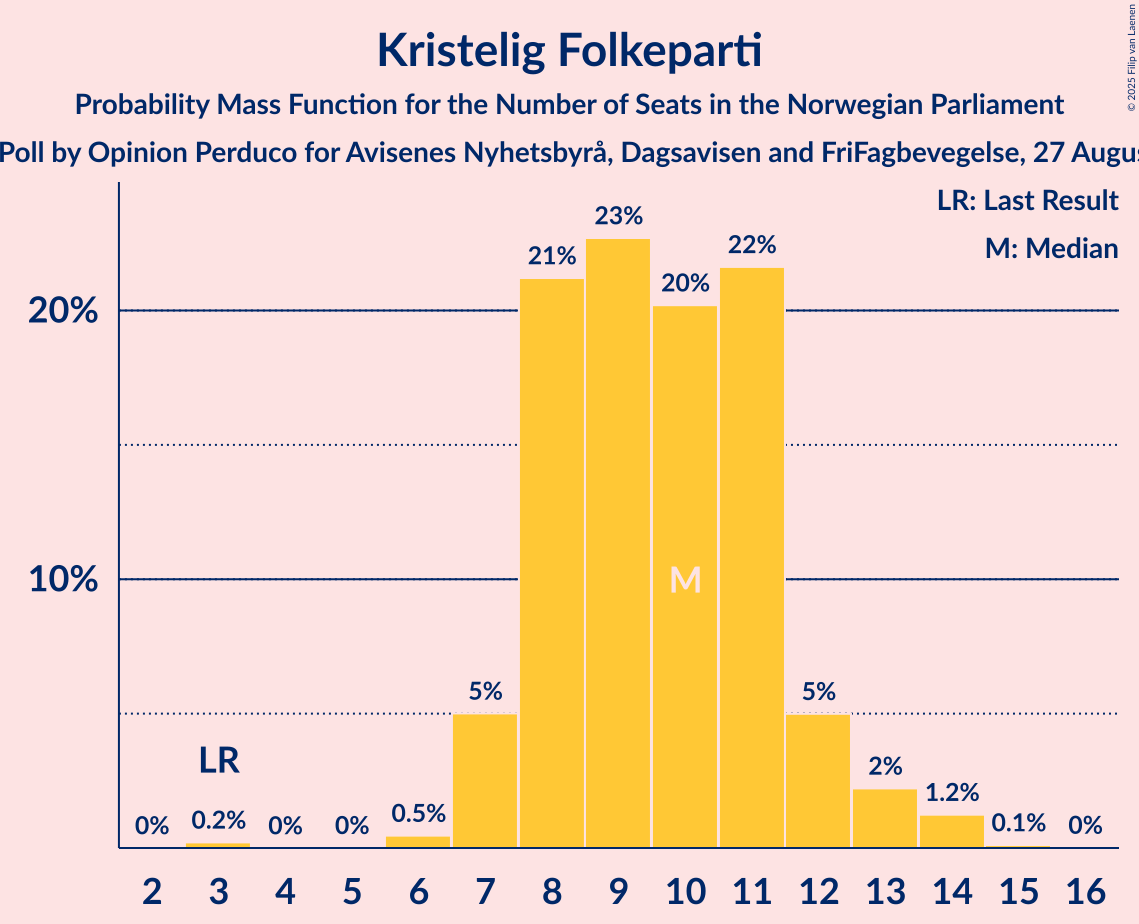 Kristelig Folkeparti
Probability Mass Function for the Number of Seats in the Norwegian Parliament
Poll by Opinion Perduco for Avisenes Nyhetsbyrå, Dagsavisen and FriFagbevegelse, 27 Augus
© 2025 Filip van Laenen
LR: Last Result
M: Median
20%
10%
0% 0.2% 0% 0% 0.5% 5% 21% 23% 20% 22% 5% 2% 1.2% 0.1% 0%
LR
M
2 3 4 5 6 7 8 9 10 11 12 13 14 15 16